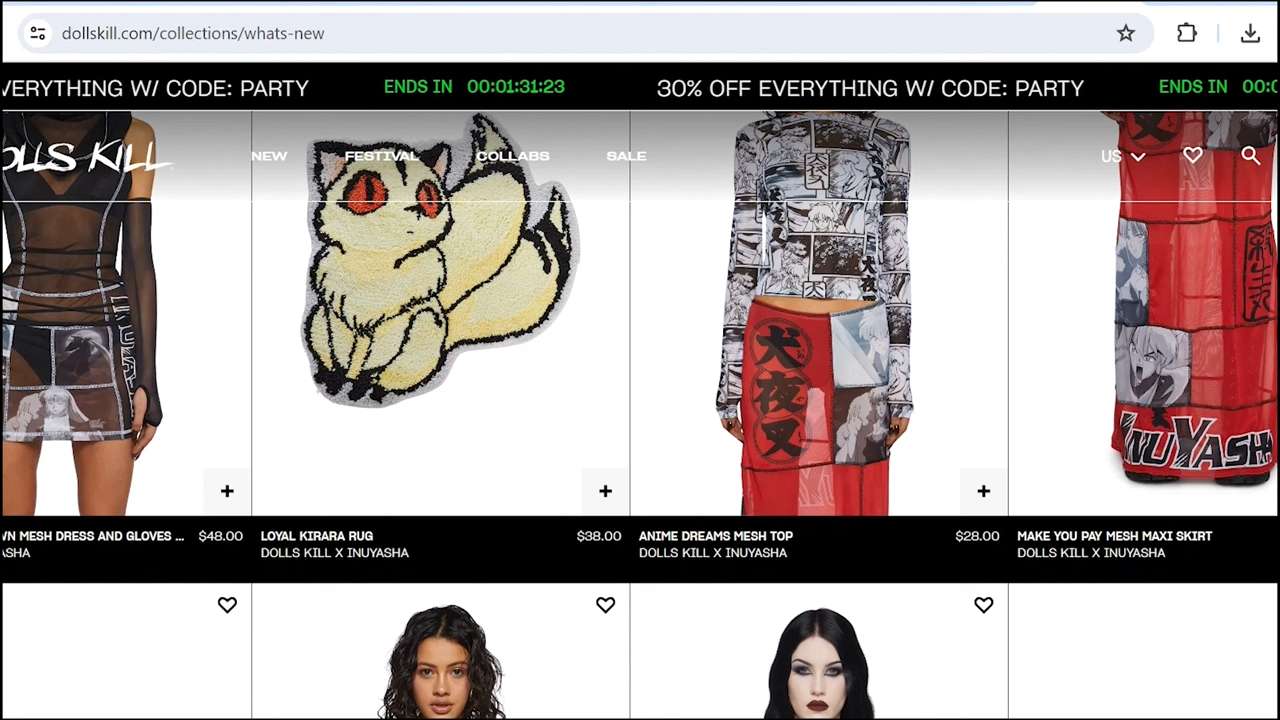 dollskill.com/collections/whats-new
VERYTHING W/ CODE: PARTY ENDS IN 00:01:31:23 30% OFF EVERYTHING W/ CODE: PARTY ENDS IN 00:0
OLLS KILL NEW FESTIVAL COLLABS SALE US
犬夜叉
INUYASHA
WN MESH DRESS AND GLOVES ... $48.00
ASHA
LOYAL KIRARA RUG $38.00
DOLLS KILL X INUYASHA
ANIME DREAMS MESH TOP $28.00
DOLLS KILL X INUYASHA
MAKE YOU PAY MESH MAXI SKIRT
DOLLS KILL X INUYASHA